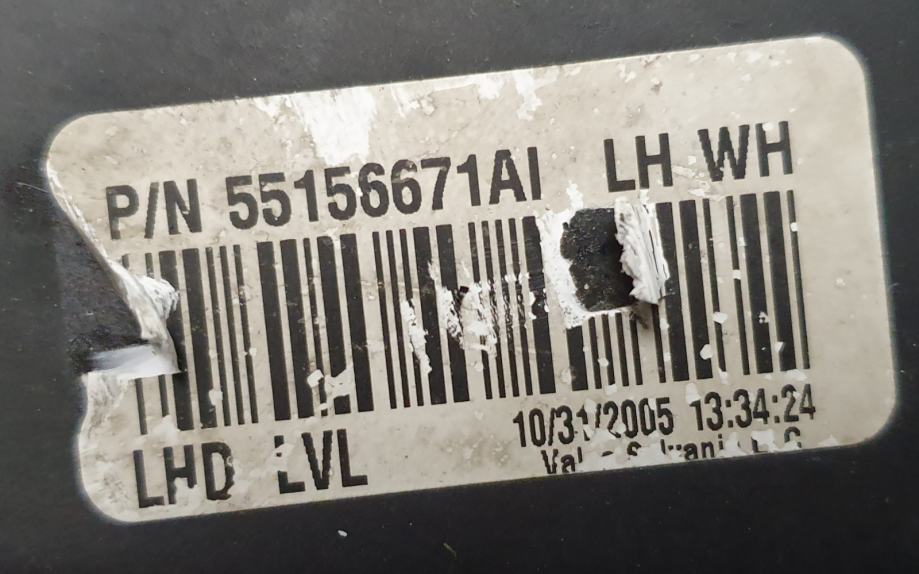 P/N 55156671AI LH WH
LHD LVL
10/31/2005 13:34:24